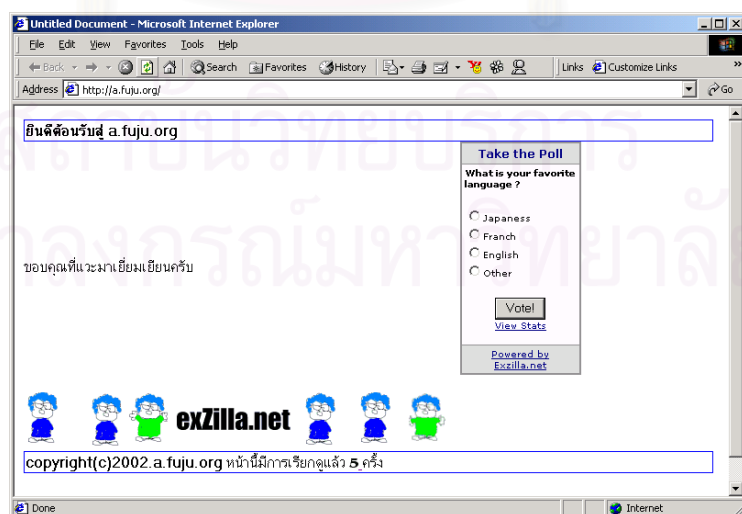 Untitled Document - Microsoft Internet Explorer
File Edit View Favorites Tools Help
Back Search Favorites History Links Customize Links »
Address http://a.fuju.org/ Go
ยินดีต้อนรับสู่ a.fuju.org
Take the Poll
What is your favorite
language ?
Japaness
Franch
English
Other
Vote!
View Stats
Powered by
Exzilla.net
ขอบคุณที่แวะมาเยี่ยมเยียนครับ
exZilla.net
copyright(c)2002.a.fuju.org หน้านี้มีการเรียกดูแล้ว 5 ครั้ง
Done Internet